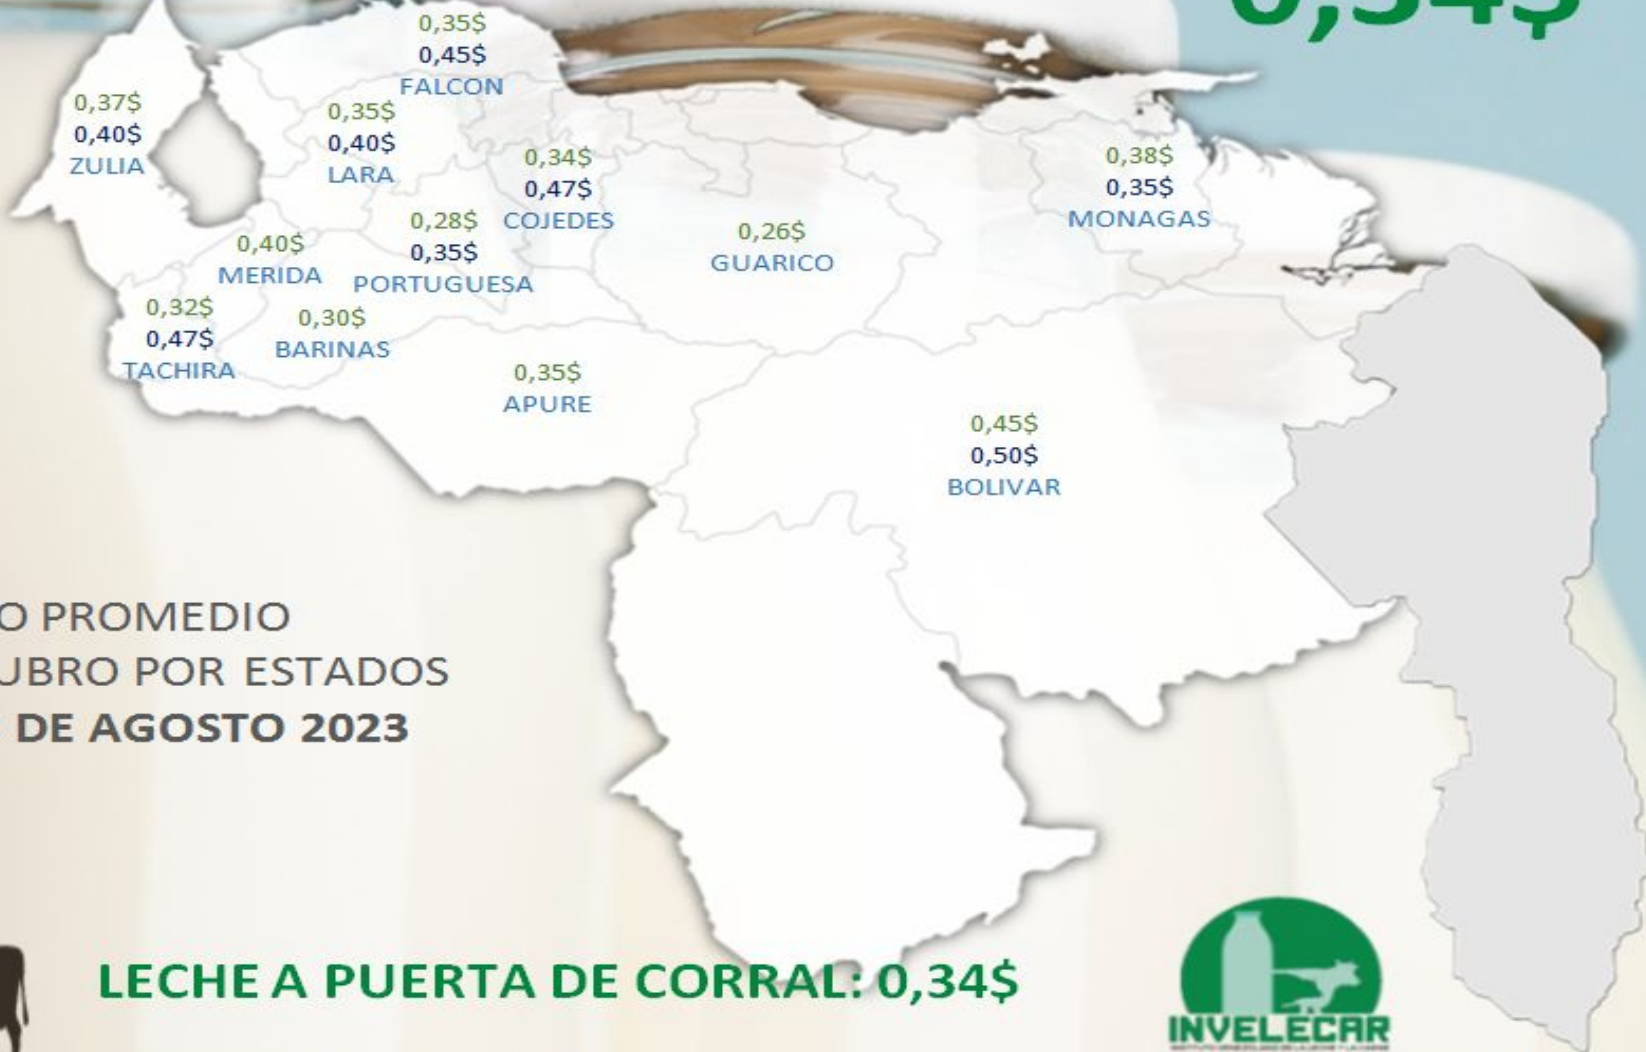 0,34$
0,35$
0,45$
FALCON
0,37$
0,40$
ZULIA
0,35$
0,40$
LARA
0,34$
0,47$
COJEDES
0,38$
0,35$
MONAGAS
0,28$
0,35$
PORTUGUESA
0,26$
GUARICO
0,40$
MERIDA
0,32$
0,47$
TACHIRA
0,30$
BARINAS
0,35$
APURE
0,45$
0,50$
BOLIVAR
O PROMEDIO
UBRO POR ESTADOS
DE AGOSTO 2023
LECHE A PUERTA DE CORRAL: 0,34$
INVELECAR